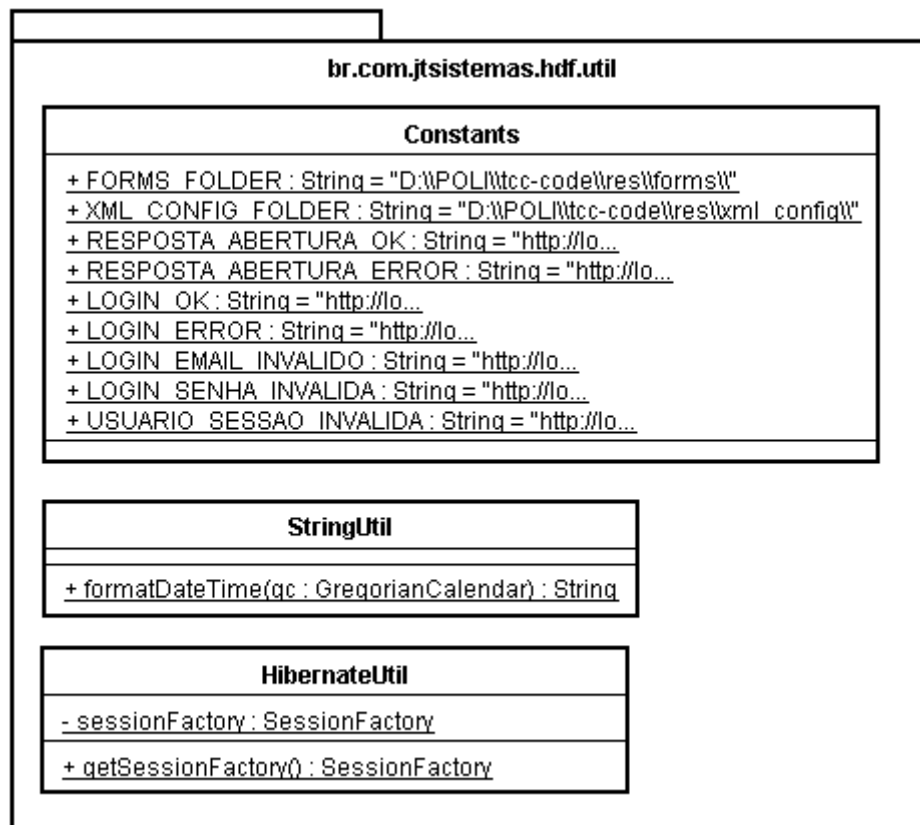 br.com.jtsistemas.hdf.util
Constants
+ FORMS_FOLDER : String = "D:\\POLI\\tcc-code\\res\\forms\\"
+ XML_CONFIG_FOLDER : String = "D:\\POLI\\tcc-code\\res\\xml_config\\"
+ RESPOSTA_ABERTURA_OK : String = "http://lo...
+ RESPOSTA_ABERTURA_ERROR : String = "http://lo...
+ LOGIN_OK : String = "http://lo...
+ LOGIN_ERROR : String = "http://lo...
+ LOGIN_EMAIL_INVALIDO : String = "http://lo...
+ LOGIN_SENHA_INVALIDA : String = "http://lo...
+ USUARIO_SESSAO_INVALIDA : String = "http://lo...
StringUtil
+ formatDateTime(gc : GregorianCalendar) : String
HibernateUtil
- sessionFactory : SessionFactory
+ getSessionFactory() : SessionFactory